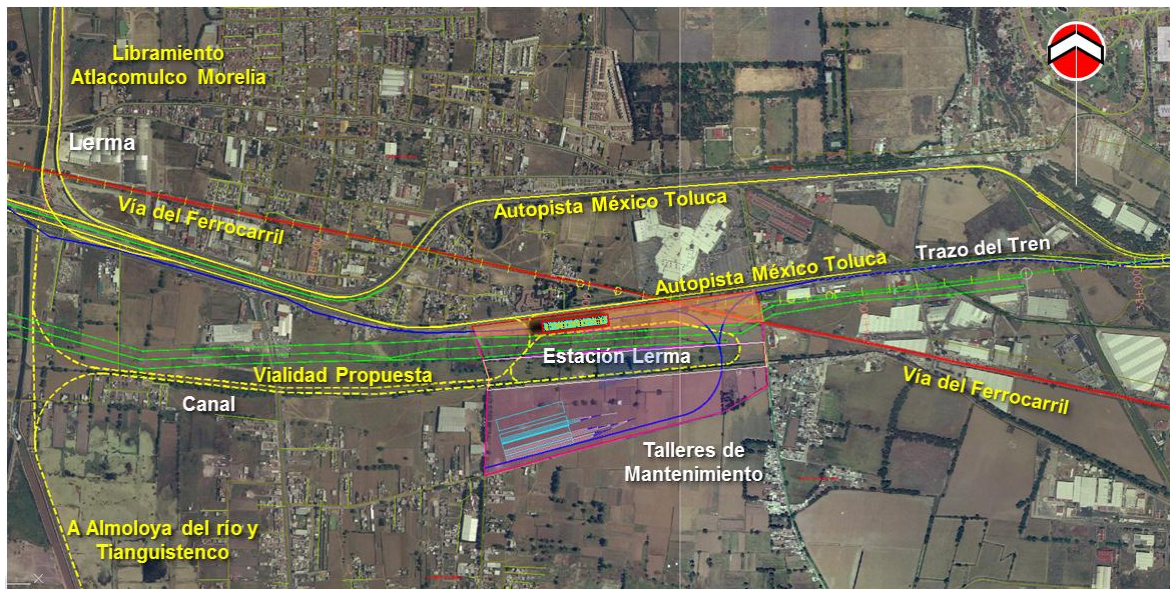 Libramiento
Atlacomulco Morelia
Lerma
Vía del Ferrocarril
Autopista México Toluca
Autopista México Toluca
Trazo del Tren
Estación Lerma
Vialidad Propuesta
Canal
Vía del Ferrocarril
Talleres de
Mantenimiento
A Almoloya del río y
Tianguistenco